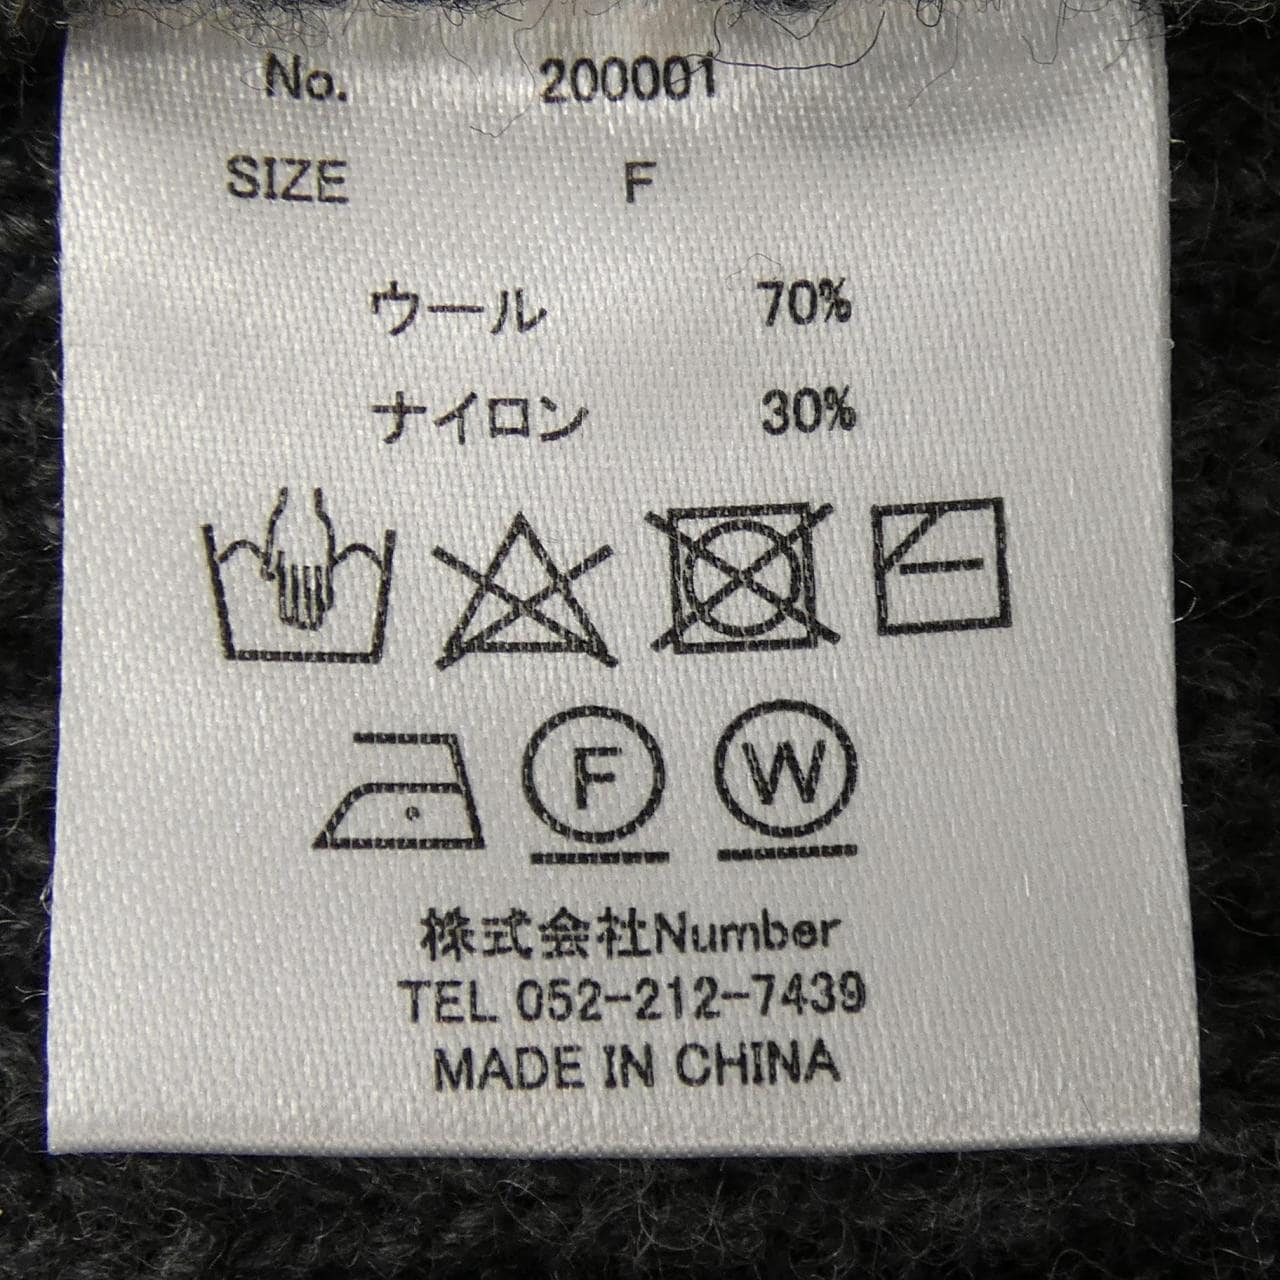 No. 200001
SIZE F
ウール 70%
ナイロン 30%
F W
株式会社Number
TEL 052-212-7439
MADE IN CHINA